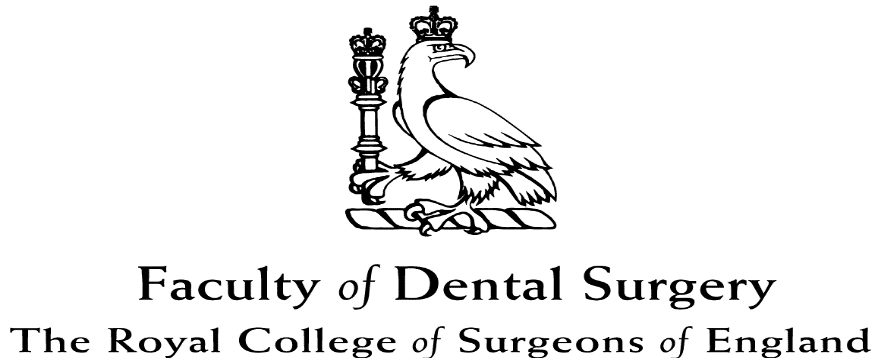 Faculty of Dental Surgery
The Royal College of Surgeons of England